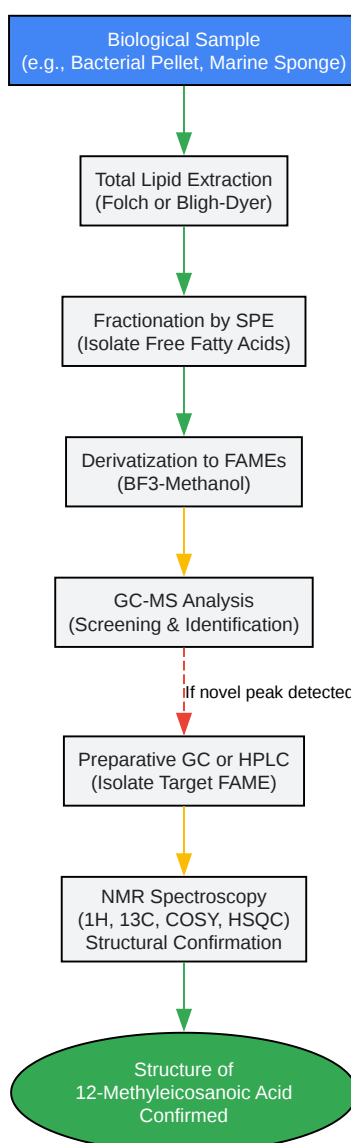 Biological Sample
(e.g., Bacterial Pellet, Marine Sponge)
Total Lipid Extraction
(Folch or Bligh-Dyer)
Fractionation by SPE
(Isolate Free Fatty Acids)
Derivatization to FAMEs
(BF3-Methanol)
GC-MS Analysis
(Screening & Identification)
If novel peak detected
Preparative GC or HPLC
(Isolate Target FAME)
NMR Spectroscopy
(1H, 13C, COSY, HSQC)
Structural Confirmation
Structure of
12-Methyleicosanoic Acid
Confirmed